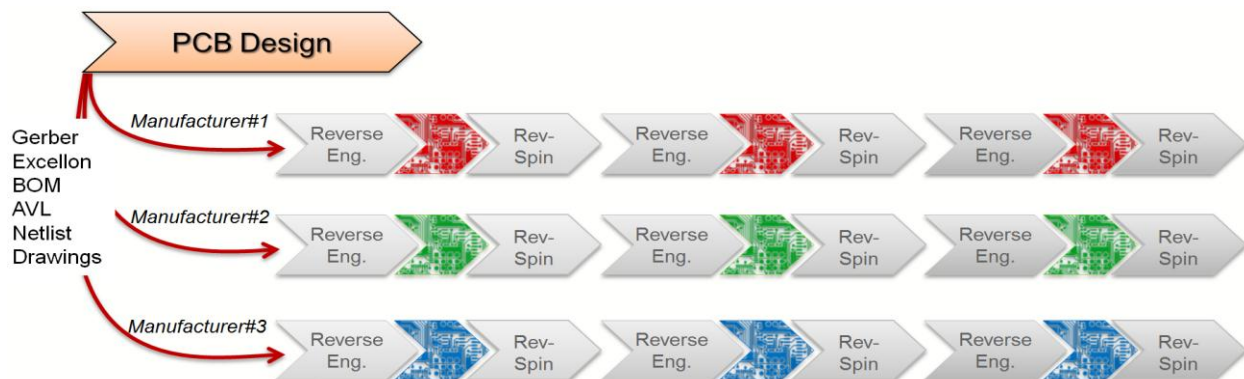 PCB Design
Gerber
Excellon
BOM
AVL
Netlist
Drawings
Manufacturer#1
Reverse
Eng.
Rev-
Spin
Reverse
Eng.
Rev-
Spin
Reverse
Eng.
Rev-
Spin
Manufacturer#2
Reverse
Eng.
Rev-
Spin
Reverse
Eng.
Rev-
Spin
Reverse
Eng.
Rev-
Spin
Manufacturer#3
Reverse
Eng.
Rev-
Spin
Reverse
Eng.
Rev-
Spin
Reverse
Eng.
Rev-
Spin